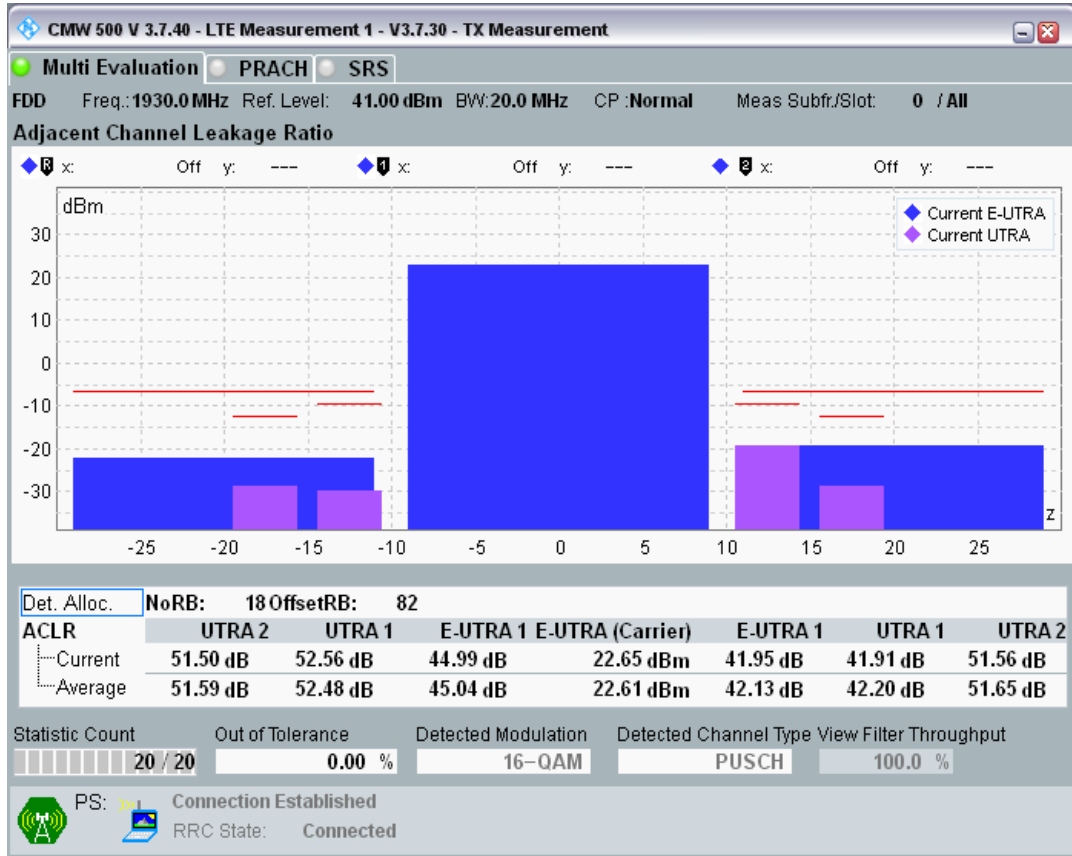 CMW 500 V 3.7.40 - LTE Measurement 1 - V3.7.30 - TX Measurement
Multi Evaluation PRACH SRS
FDD Freq.: 1930.0 MHz Ref. Level: 41.00 dBm BW: 20.0 MHz CP : Normal Meas Subfr./Slot: 0 / All
Adjacent Channel Leakage Ratio
R x: Off y: --- 1 x: Off y: --- 2 x: Off y: ---
dBm
Current E-UTRA
Current UTRA
30
20
10
0
-10
-20
-30
z
-25 -20 -15 -10 -5 0 5 10 15 20 25
Det. Alloc. NoRB: 18 OffsetRB: 82
ACLR UTRA 2 UTRA 1 E-UTRA 1 E-UTRA (Carrier) E-UTRA 1 UTRA 1 UTRA 2
Current 51.50 dB 52.56 dB 44.99 dB 22.65 dBm 41.95 dB 41.91 dB 51.56 dB
Average 51.59 dB 52.48 dB 45.04 dB 22.61 dBm 42.13 dB 42.20 dB 51.65 dB
Statistic Count Out of Tolerance Detected Modulation Detected Channel Type View Filter Throughput
20 / 20 0.00 % 16-QAM PUSCH 100.0 %
PS: Connection Established
RRC State: Connected